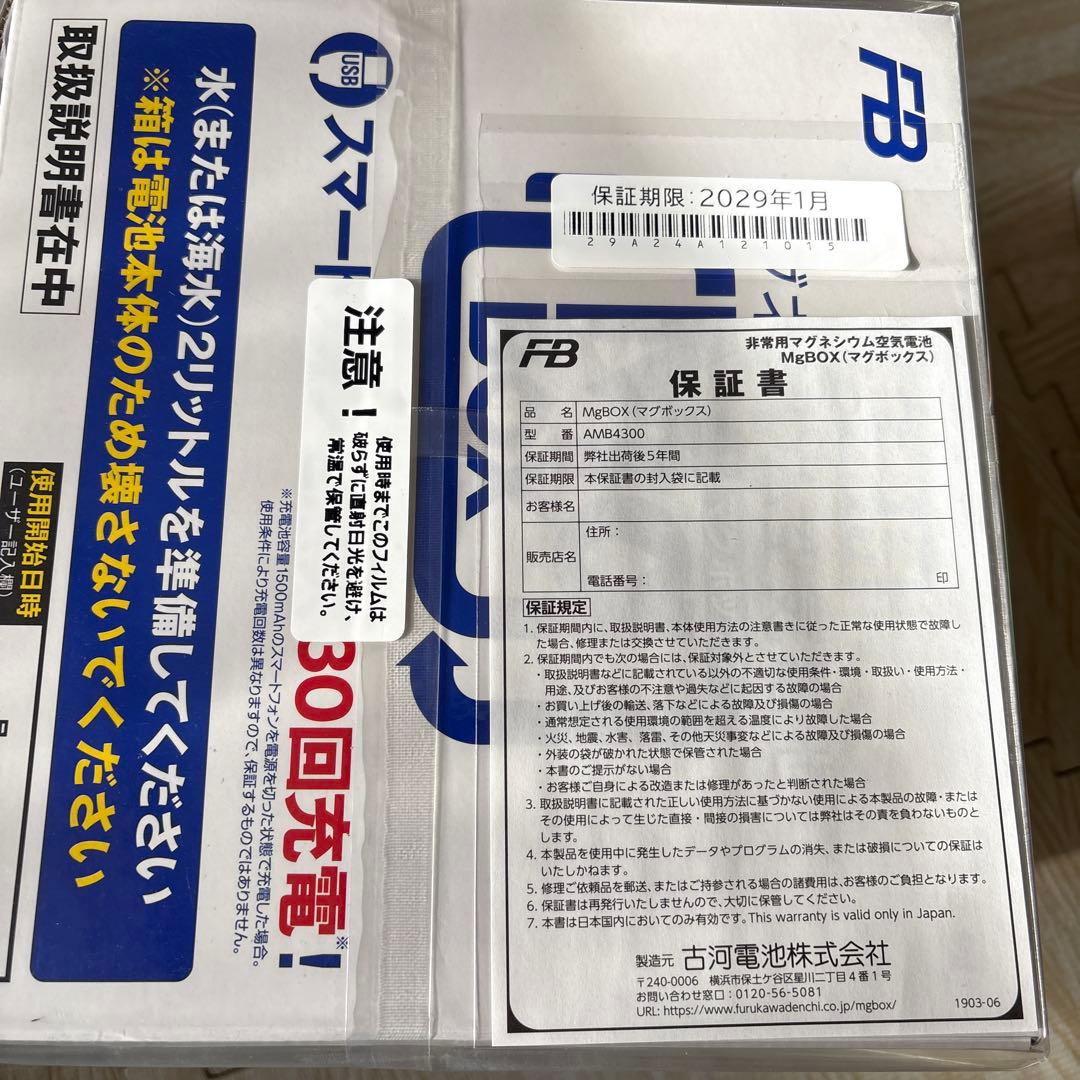 FB
保証期限:2029年1月
29A24A121015
USB
スマート
30回充電!※
※充電池容量1500mAhのスマートフォンを電源を切った状態で充電した場合。
使用条件により充電回数は異なりますので、保証するものではありません。
水(または海水)2リットルを準備してください
※箱は電池本体のため壊さないでください
取扱説明書在中
使用開始日時
(ユーザー記入欄)
注意!
使用時までこのフィルムは
破らずに直射日光を避け、
常温で保管してください。
FB
非常用マグネシウム空気電池
MgBOX(マグボックス)
保証書
品 名 MgBOX(マグボックス)
型 番 AMB4300
保証期間 弊社出荷後5年間
保証期限 本保証書の封入袋に記載
お客様名
販売店名
住所:
電話番号: 印
保証規定
1. 保証期間内に、取扱説明書、本体使用方法の注意書きに従った正常な使用状態で故障し
た場合、修理または交換させていただきます。
2. 保証期間内でも次の場合には、保証対象外とさせていただきます。
・取扱説明書などに記載されている以外の不適切な使用条件・環境・取扱い・使用方法・
用途、及びお客様の不注意や過失などに起因する故障の場合
・お買い上げ後の輸送、落下などによる故障及び損傷の場合
・通常想定される使用環境の範囲を超える温度により故障した場合
・火災、地震、水害、落雷、その他天災事変などによる故障及び損傷の場合
・外装の袋が破かれた状態で保管された場合
・本書のご提示がない場合
・お客様ご自身による改造または修理があったと判断された場合
3. 取扱説明書に記載された正しい使用方法に基づかない使用による本製品の故障・または
その使用によって生じた直接・間接の損害については弊社はその責を負わないものと
します。
4. 本製品を使用中に発生したデータやプログラムの消失、または破損についての保証は
いたしかねます。
5. 修理ご依頼品を郵送、またはご持参される場合の諸費用は、お客様のご負担となります。
6. 保証書は再発行いたしませんので、大切に保管してください。
7. 本書は日本国内においてのみ有効です。This warranty is valid only in Japan.
製造元 古河電池株式会社
〒240-0006 横浜市保土ケ谷区星川二丁目4番1号
お問い合わせ窓口:0120-56-5081
URL: https://www.furukawadenchi.co.jp/mgbox/
1903-06